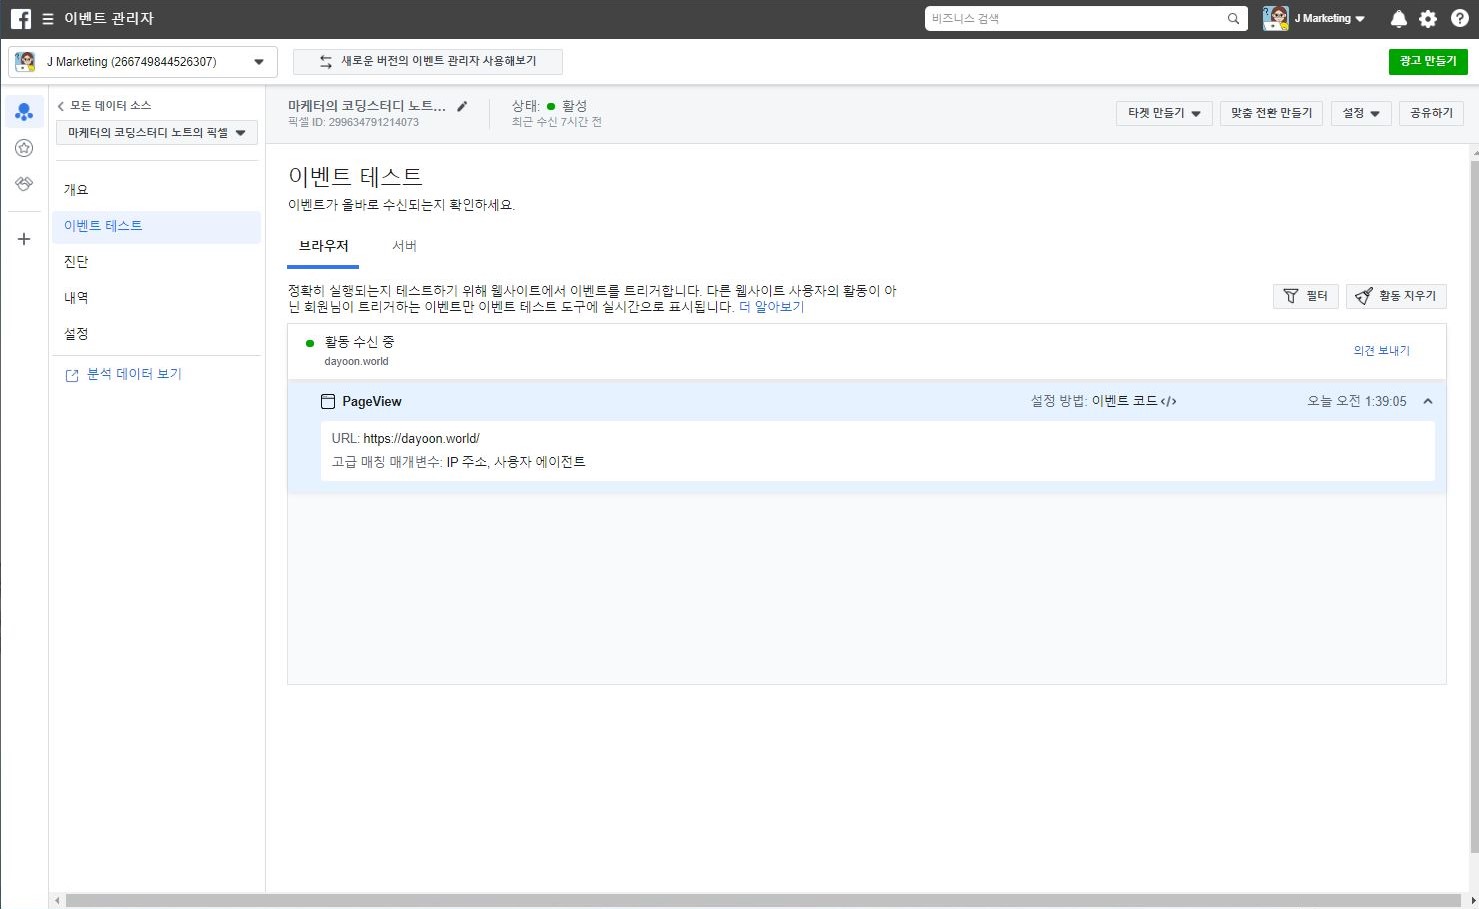 이벤트 관리자
비즈니스 검색
J Marketing
J Marketing (266749844526307)
새로운 버전의 이벤트 관리자 사용해보기
광고 만들기
모든 데이터 소스
마케터의 코딩스터디 노트의 픽셀
개요
이벤트 테스트
진단
내역
설정
분석 데이터 보기
마케터의 코딩스터디 노트...
픽셀 ID: 299634791214073
상태: 활성
최근 수신 7시간 전
타겟 만들기
맞춤 전환 만들기
설정
공유하기
이벤트 테스트
이벤트가 올바로 수신되는지 확인하세요.
브라우저
서버
정확히 실행되는지 테스트하기 위해 웹사이트에서 이벤트를 트리거합니다. 다른 웹사이트 사용자의 활동이 아
닌 회원님이 트리거하는 이벤트만 이벤트 테스트 도구에 실시간으로 표시됩니다. 더 알아보기
필터
활동 지우기
활동 수신 중
dayoon.world
의견 보내기
PageView
설정 방법: 이벤트 코드</>
오늘 오전 1:39:05
URL: https://dayoon.world/
고급 매칭 매개변수: IP 주소, 사용자 에이전트